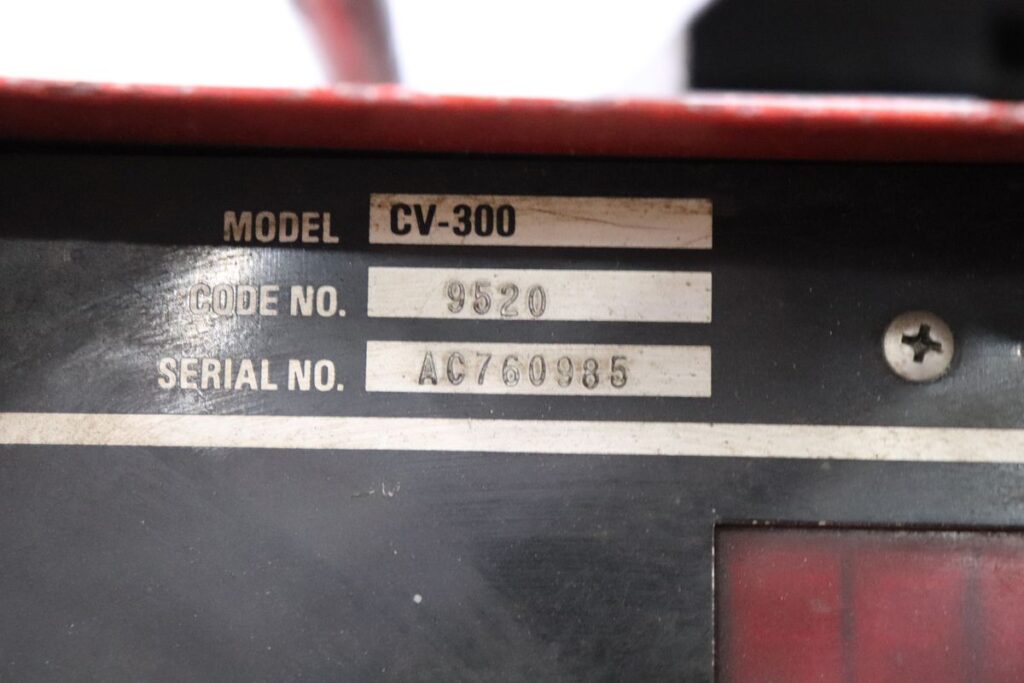 MODEL CV-300
CODE NO. 9520
SERIAL NO. AC760985